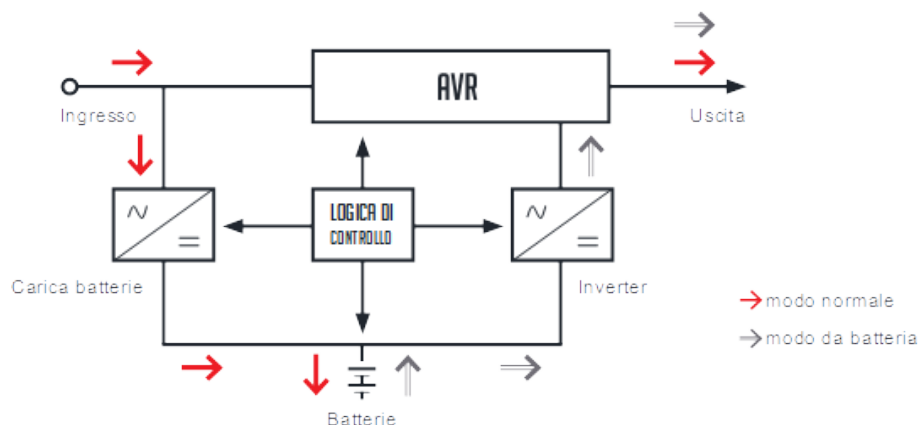 AVR
Ingresso
Uscita
LOGICA DI
CONTROLLO
Carica batterie
Inverter
modo normale
modo da batteria
Batterie